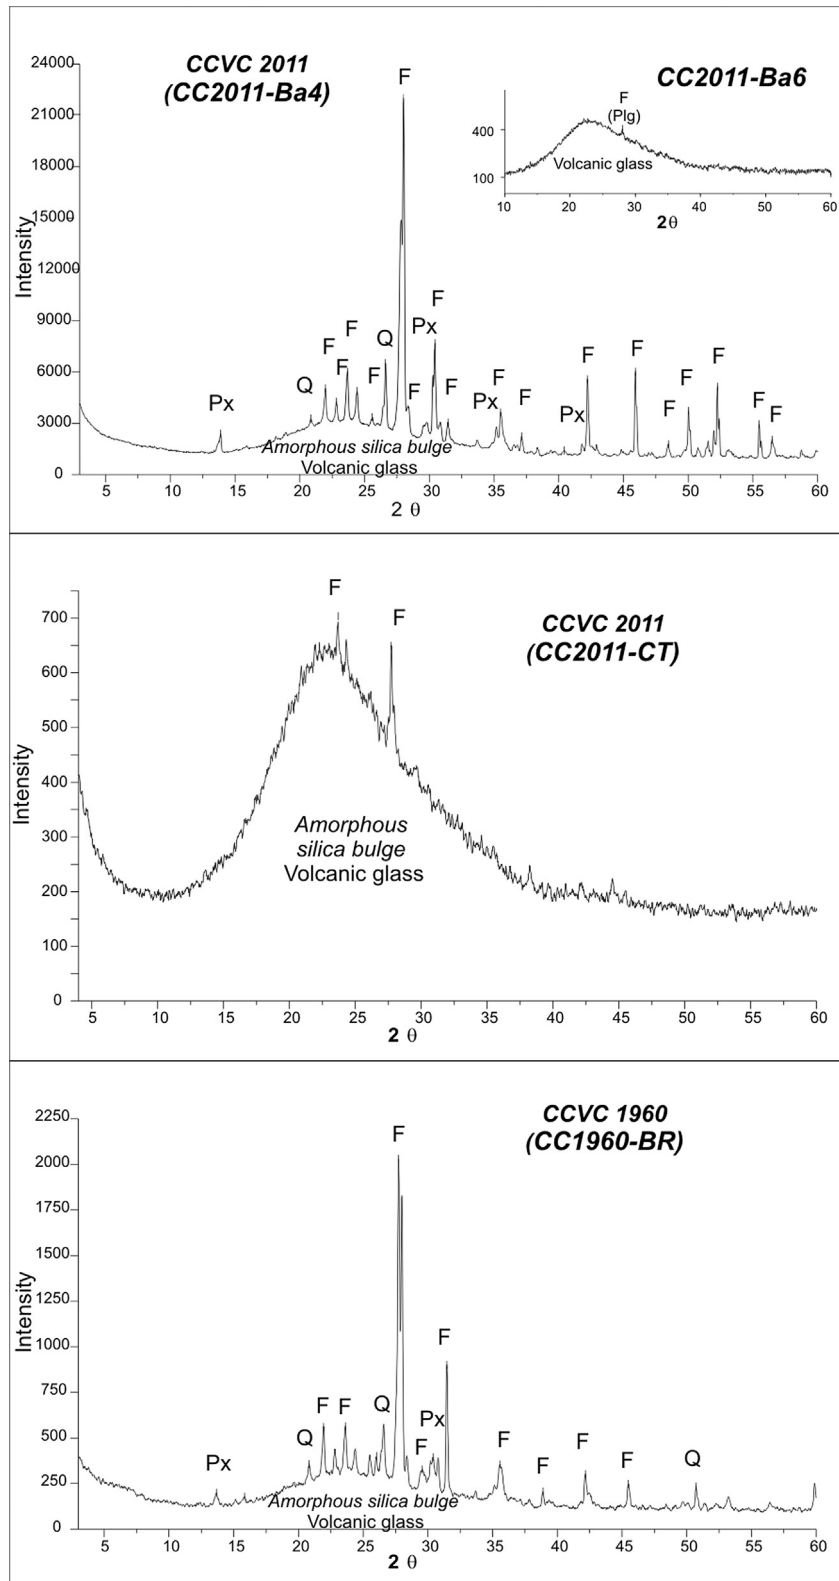 CCVC 2011
(CC2011-Ba4)
CC2011-Ba6
24000
21000
18000
15000
12000
9000
6000
3000
0
Intensity
F
Px
Q
F
F
F
F
Q
F
Px
F
F
Px
F
F
Px
F
F
F
F
F
F
F
Amorphous silica bulge
Volcanic glass
5 10 15 20 25 30 35 40 45 50 55 60
2 θ
400
100
F
(Plg)
Volcanic glass
10 20 30 40 50 60
2θ
CCVC 2011
(CC2011-CT)
700
600
500
400
300
200
100
0
Intensity
F
F
Amorphous
silica bulge
Volcanic glass
5 10 15 20 25 30 35 40 45 50 55 60
2 θ
CCVC 1960
(CC1960-BR)
2250
2000
1750
1500
1250
1000
750
500
250
0
Intensity
Px
Q
F
F
Q
F
F
Px
F
F
F
F
F
Q
Amorphous silica bulge
Volcanic glass
5 10 15 20 25 30 35 40 45 50 55 60
2 θ